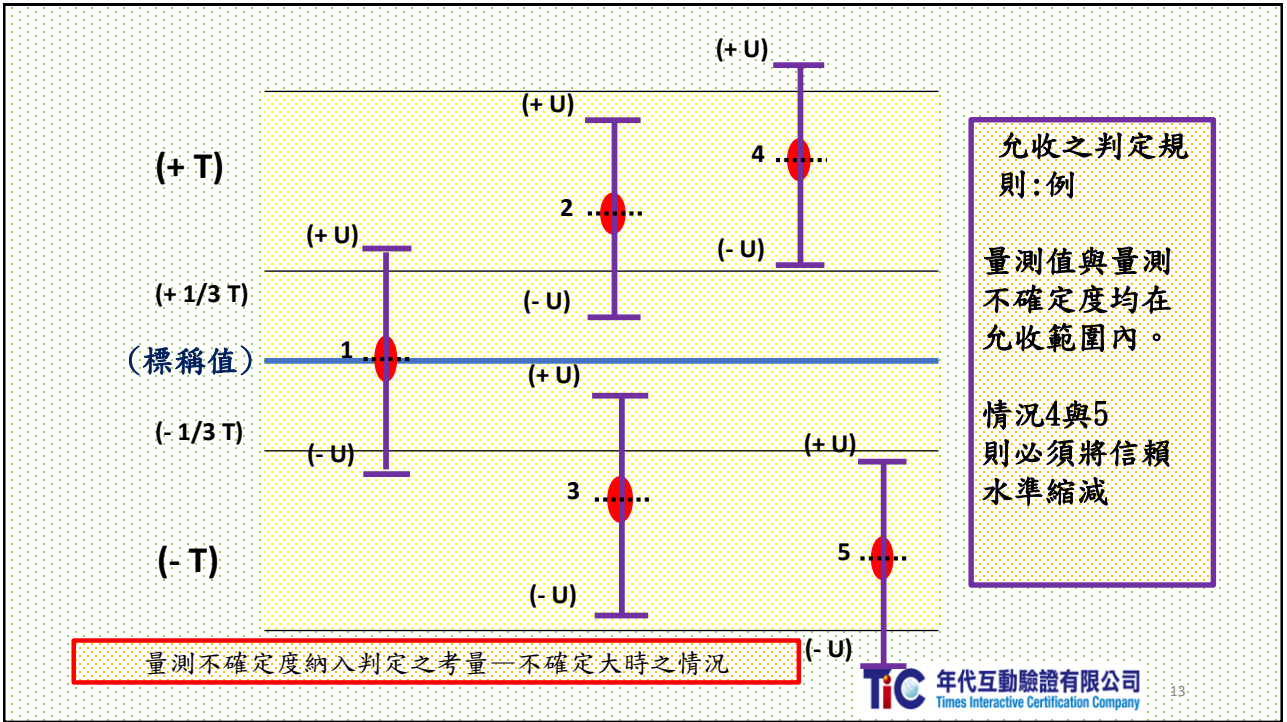 (+ U)
(+ U)
4
(+ T)
2
(+ U)
(- U)
(+ 1/3 T)
(- U)
1
(標稱值)
(+ U)
(- 1/3 T)
(- U)
(+ U)
3
5
(- T)
(- U)
(- U)
允收之判定規
則:例
量測值與量測
不確定度均在
允收範圍內。
情況4與5
則必須將信賴
水準縮減
量測不確定度納入判定之考量—不確定大時之情況
TiC 年代互動驗證有限公司
Times Interactive Certification Company
13